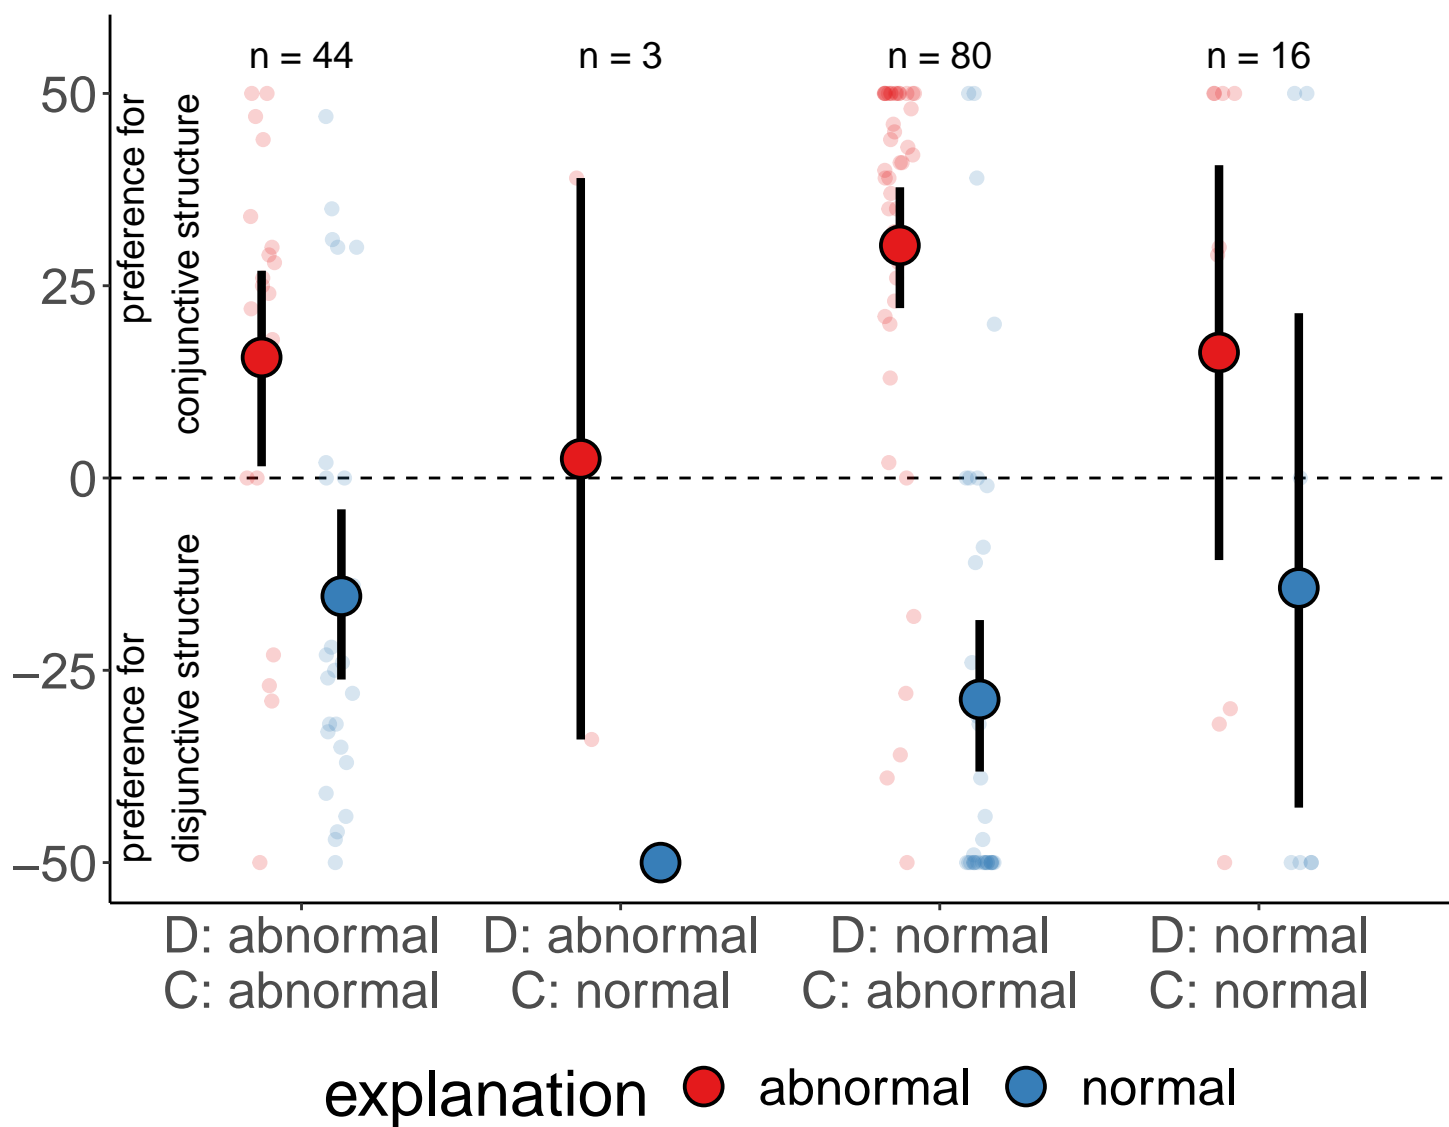 n = 44
n = 3
n = 80
n = 16
50
25
0
−25
−50
preference for
conjunctive structure
preference for
disjunctive structure
D: abnormal
C: abnormal
D: abnormal
C: normal
D: normal
C: abnormal
D: normal
C: normal
explanation abnormal normal